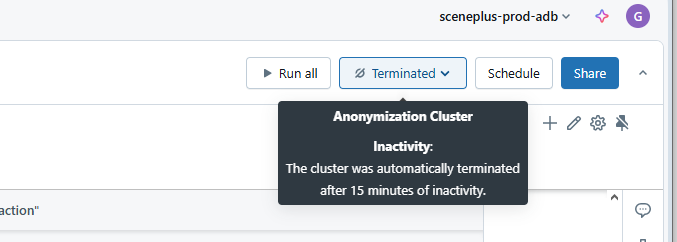 sceneplus-prod-adb
G
Run all
Terminated
Schedule
Share
Anonymization Cluster
Inactivity:
The cluster was automatically terminated
after 15 minutes of inactivity.
action"